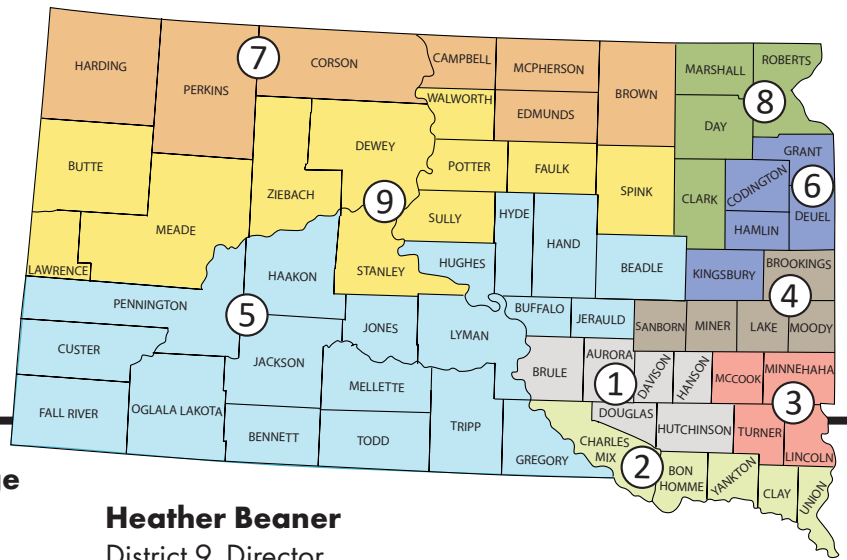 HARDING
PERKINS
7
CORSON
CAMPBELL
MCPHERSON
BROWN
MARSHALL
ROBERTS
8
WALWORTH
EDMUNDS
DAY
BUTTE
DEWEY
POTTER
FAULK
GRANT
MEADE
ZIEBACH
9
SPINK
CLARK
CODINGTON
6
DEUEL
SULLY
HYDE
HAND
HAMLIN
LAWRENCE
HAAKON
STANLEY
HUGHES
BEADLE
KINGSBURY
BROOKINGS
PENNINGTON
5
4
JONES
LYMAN
BUFFALO
JERAULD
SANBORN
MINER
LAKE
MOODY
CUSTER
JACKSON
BRULE
AURORA
DAVISON
HANSON
MCCOOK
MINNEHAHA
1
3
FALL RIVER
OGLALA LAKOTA
MELLETTE
DOUGLAS
HUTCHINSON
TURNER
LINCOLN
BENNETT
TODD
TRIPP
GREGORY
CHARLES
MIX
2
BON
HOMME
YANKTON
CLAY
UNION
ge
Heather Beaner
District 9, Director